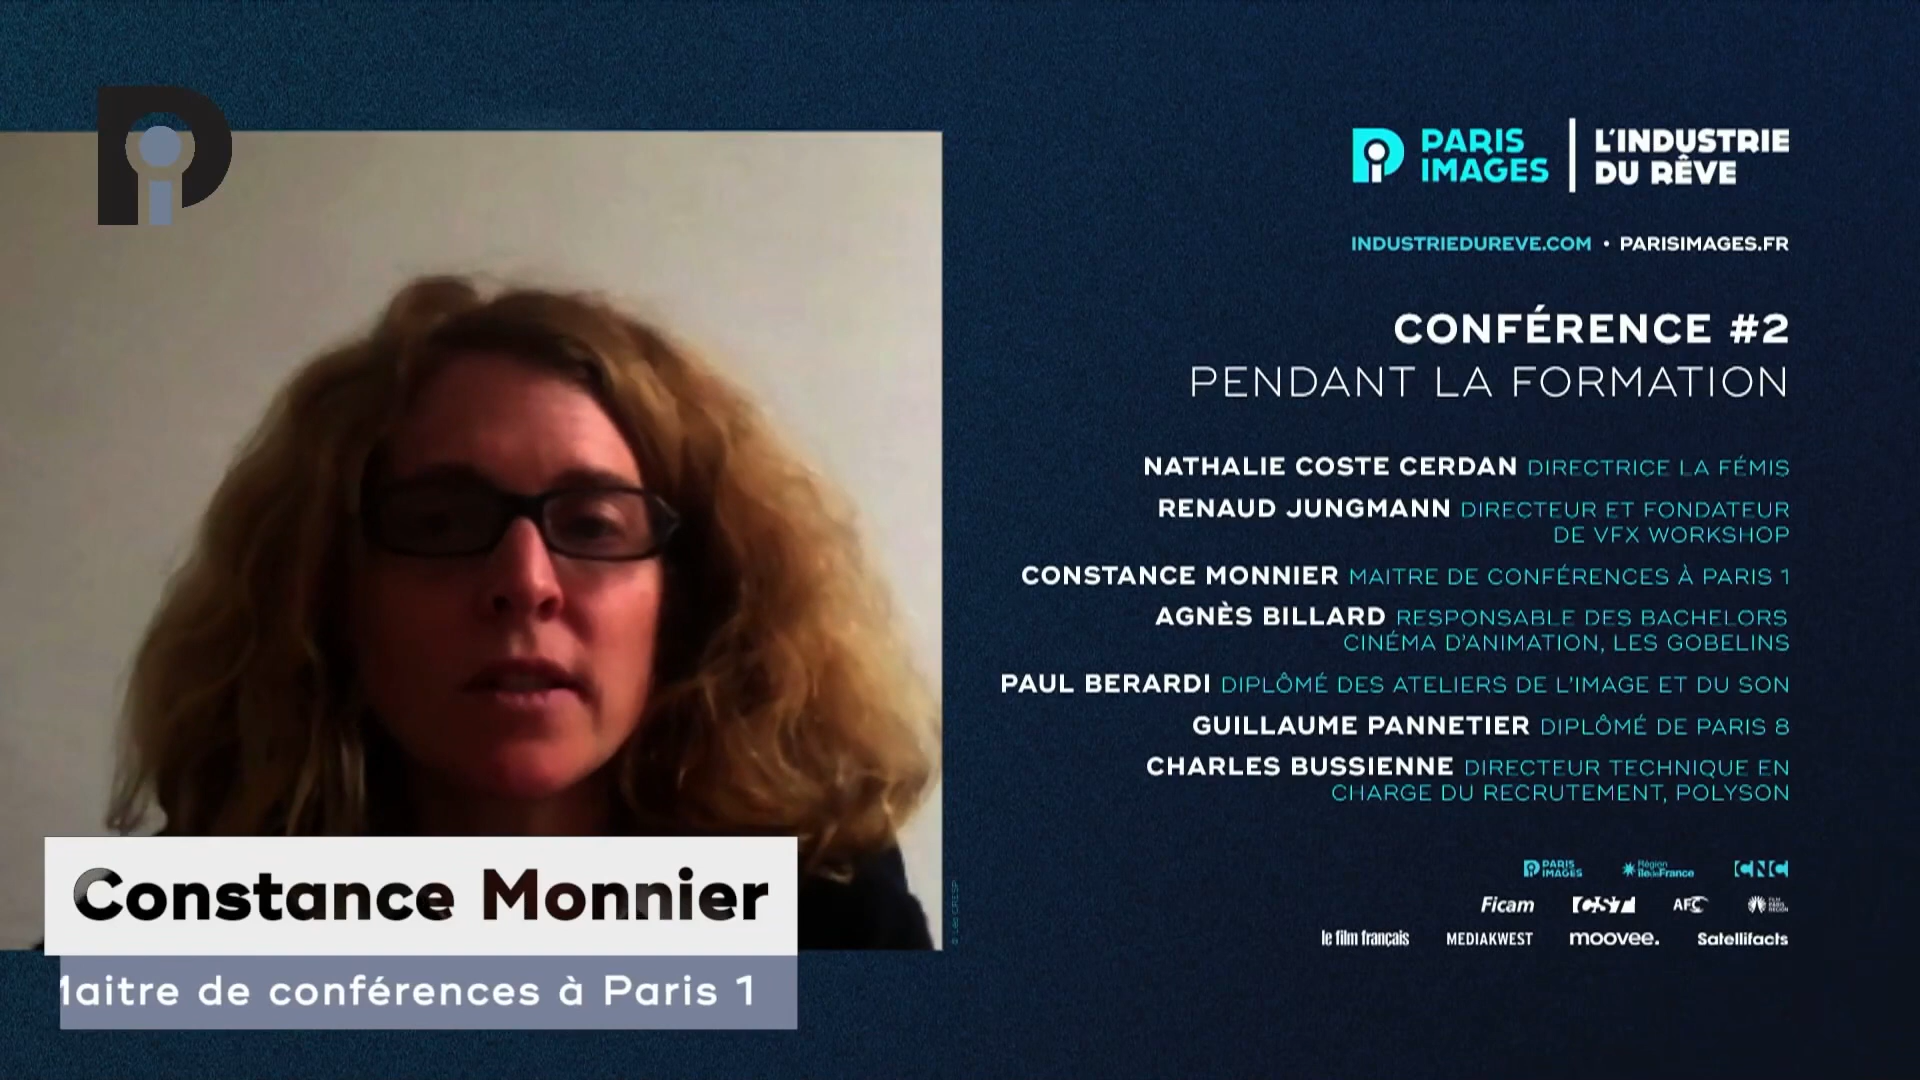 PARIS
IMAGES
L'INDUSTRIE
DU RÊVE
INDUSTRIEDUREVE.COM • PARISIMAGES.FR
CONFÉRENCE #2
PENDANT LA FORMATION
NATHALIE COSTE CERDAN DIRECTRICE LA FÉMIS
RENAUD JUNGMANN DIRECTEUR ET FONDATEUR
DE VFX WORKSHOP
CONSTANCE MONNIER MAITRE DE CONFÉRENCES À PARIS 1
AGNÈS BILLARD RESPONSABLE DES BACHELORS
CINÉMA D'ANIMATION, LES GOBELINS
PAUL BERARDI DIPLÔMÉ DES ATELIERS DE L'IMAGE ET DU SON
GUILLAUME PANNETIER DIPLÔMÉ DE PARIS 8
CHARLES BUSSIENNE DIRECTEUR TECHNIQUE EN
CHARGE DU RECRUTEMENT, POLYSON
PARIS
IMAGES
Région
îledeFrance
CNC
Ficam
CST
AFC
le film français
MEDIAKWEST
moovee.
Satellifacts
Constance Monnier
Maitre de conférences à Paris 1